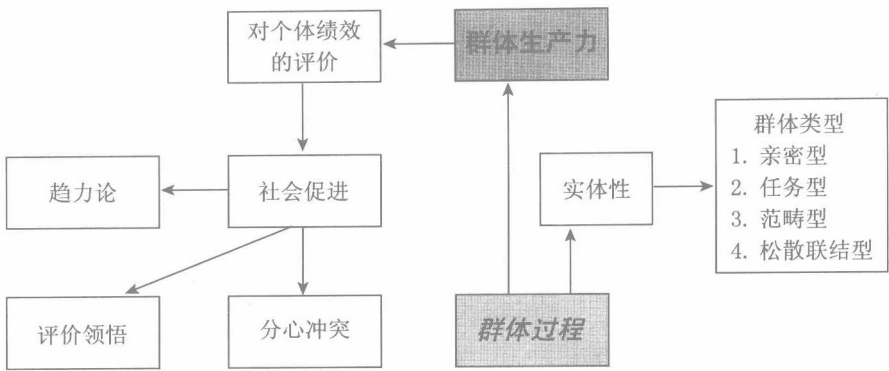 对个体绩效
的评价
群体生产力
趋力论
社会促进
实体性
群体类型
1. 亲密型
2. 任务型
3. 范畴型
4. 松散联结型
评价领悟
分心冲突
群体过程